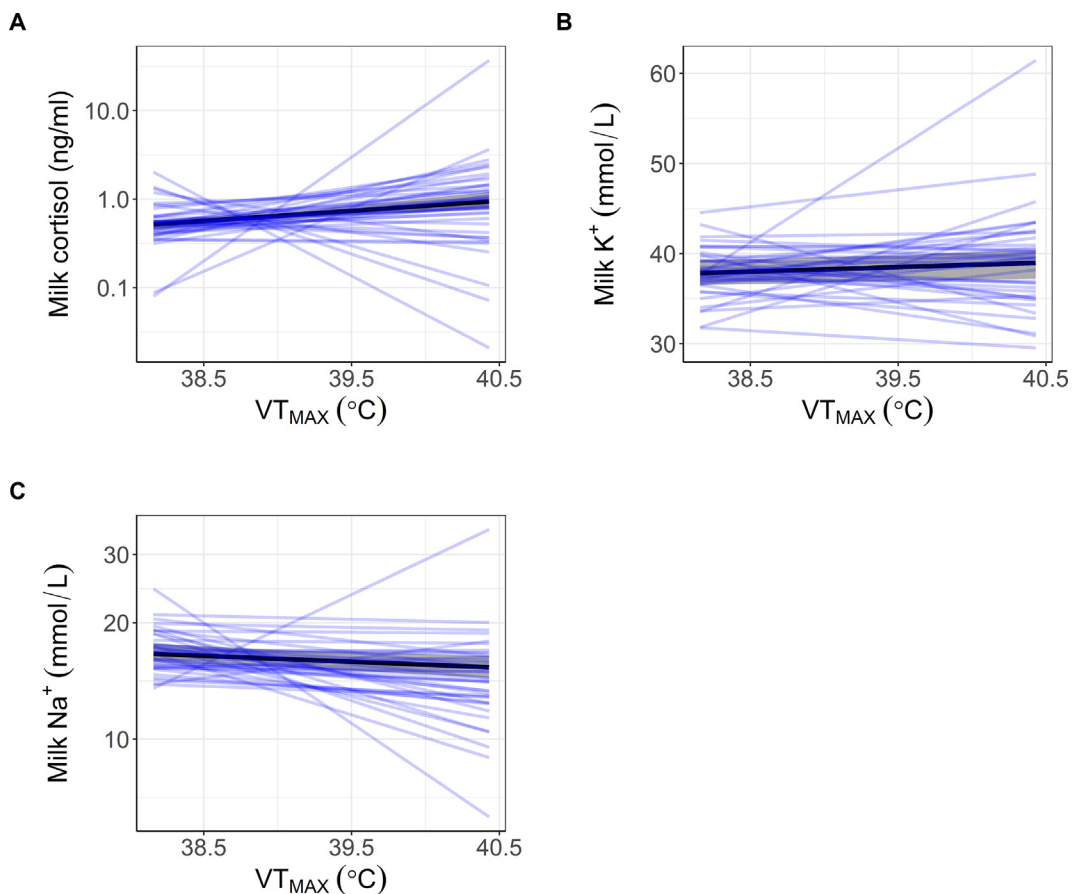 A
Milk cortisol (ng/ml)
10.0
1.0
0.1
38.5 39.5 40.5
VTMAX (°C)
B
Milk K+ (mmol/L)
60
50
40
30
38.5 39.5 40.5
VTMAX (°C)
C
Milk Na+ (mmol/L)
30
20
10
38.5 39.5 40.5
VTMAX (°C)